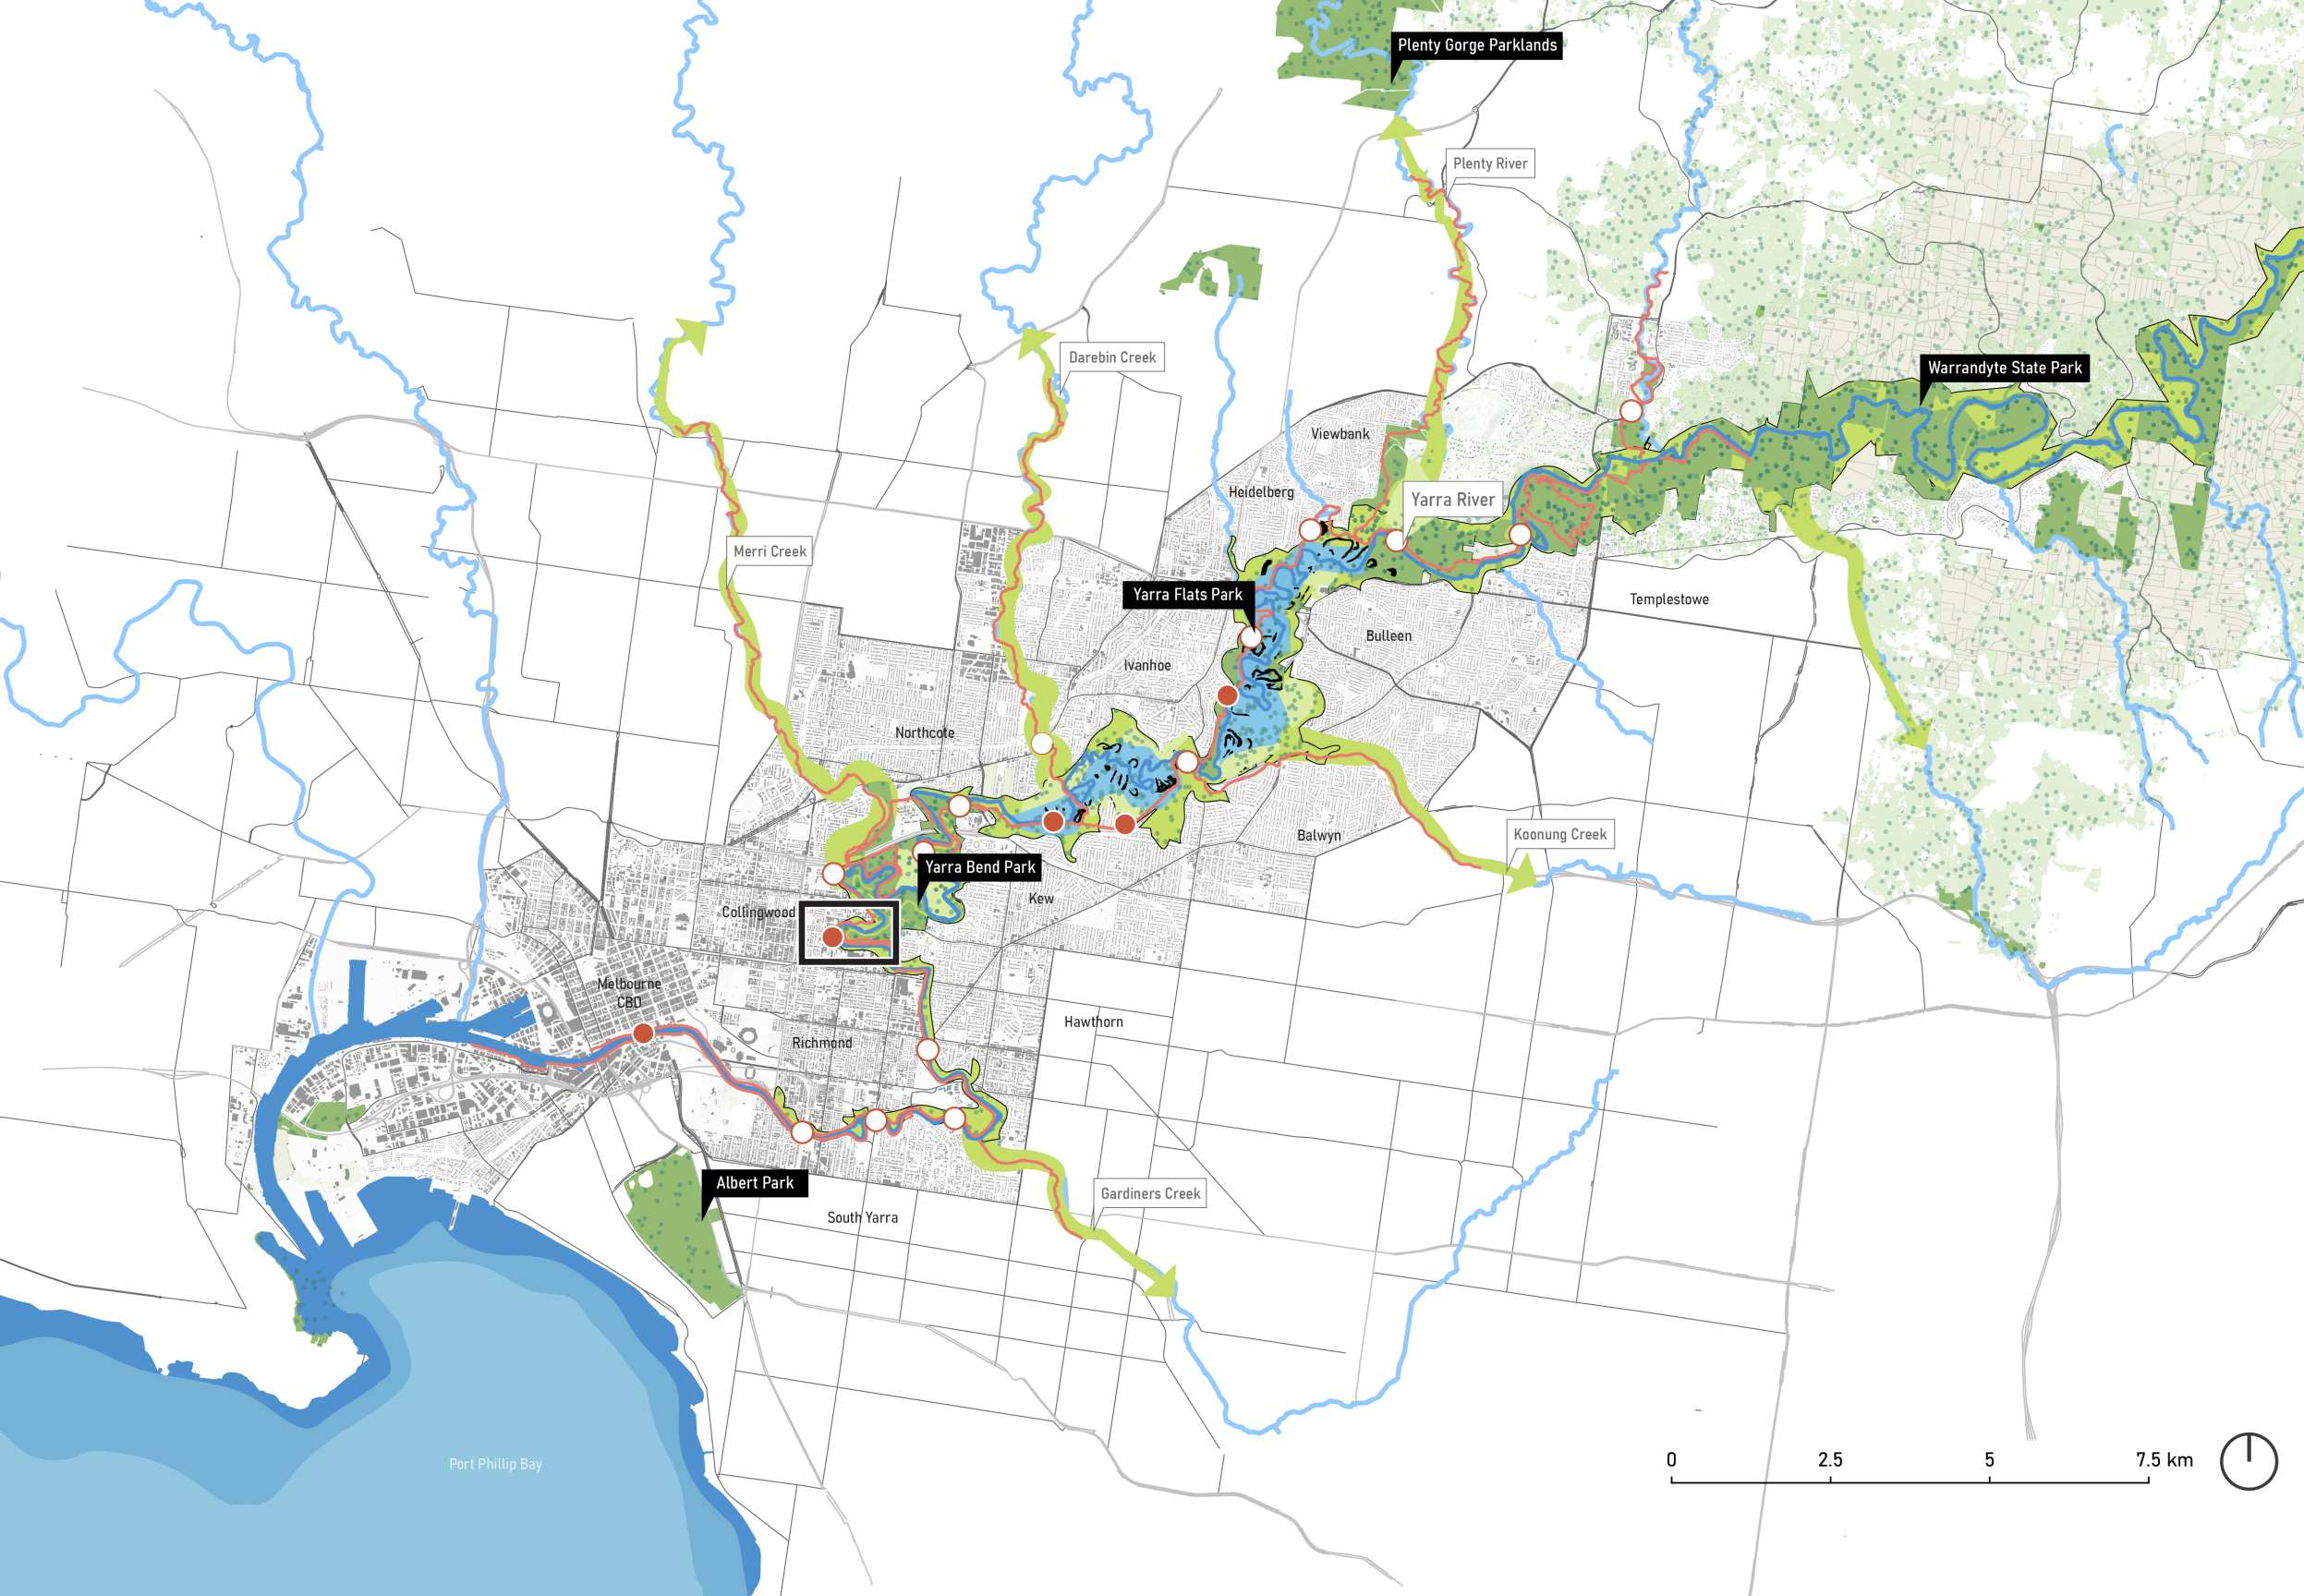 Plenty Gorge Parklands
Plenty River
Darebin Creek
Warrandyte State Park
Viewbank
Heidelberg
Yarra River
Merri Creek
Yarra Flats Park
Templestowe
Bulleen
Ivanhoe
Northcote
Koonung Creek
Balwyn
Yarra Bend Park
Kew
Collingwood
Melbourne
CBD
Hawthorn
Richmond
Albert Park
Gardiners Creek
South Yarra
Port Phillip Bay
0 2.5 5 7.5 km